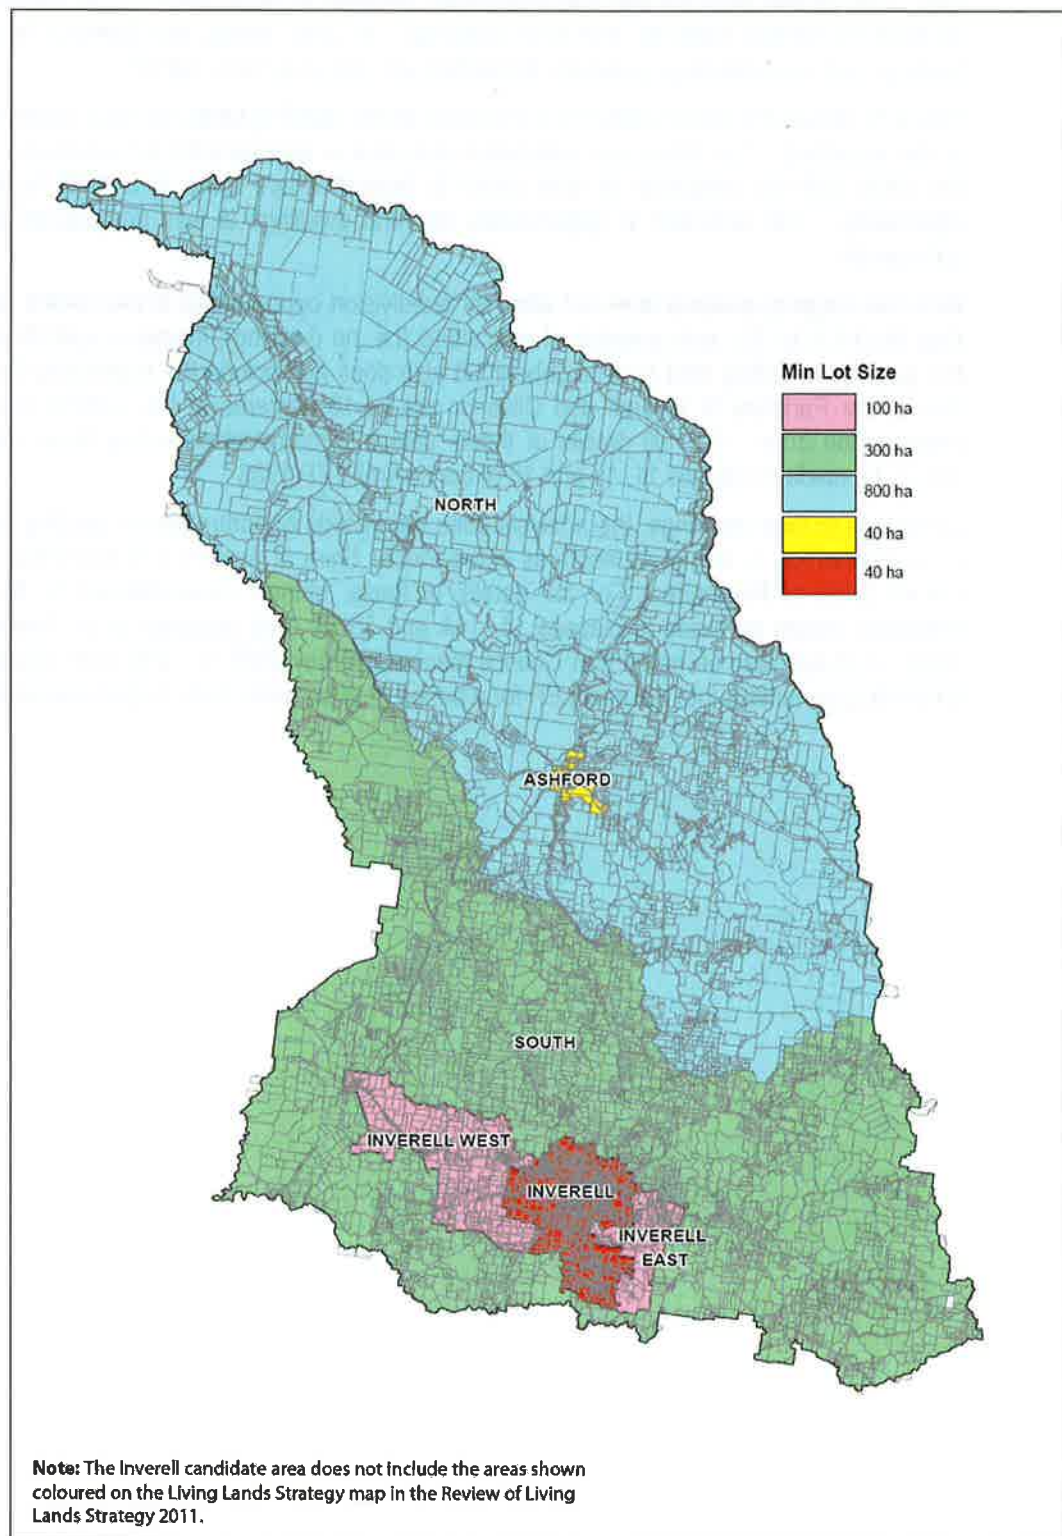 Min Lot Size
100 ha
300 ha
800 ha
40 ha
40 ha
NORTH
ASHFORD
SOUTH
INVERELL WEST
INVERELL
INVERELL
EAST
Note: The Inverell candidate area does not include the areas shown
coloured on the Living Lands Strategy map in the Review of Living
Lands Strategy 2011.